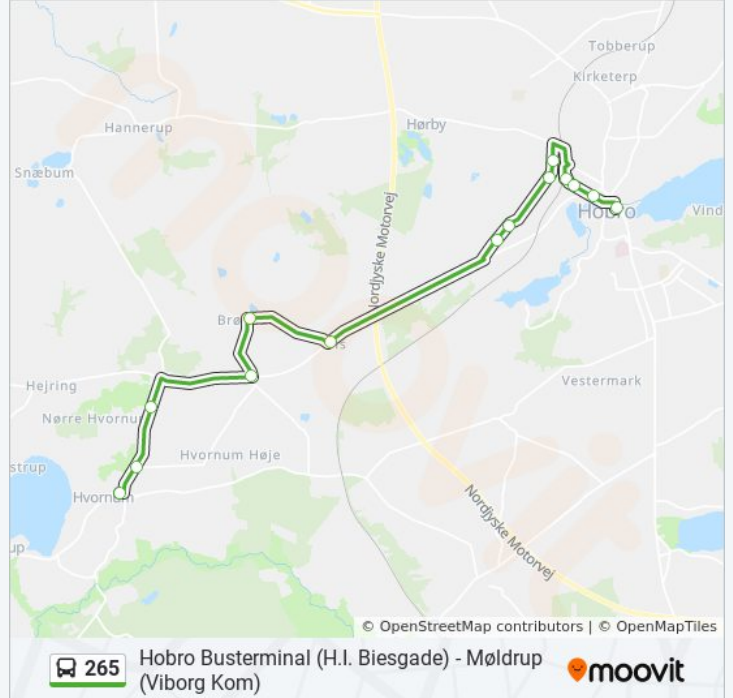 Tobberup
Kirketerp
Hannerup
Hørby
Snæbum
Hobro
Vind
Nordjyske Motorvej
Brø
s
Hejring
Vestermark
Nørre Hvornum
Hvornum Høje
strup
Hvornum
Nordjyske Motorvej
up
© OpenStreetMap contributors | © OpenMapTiles
265
Hobro Busterminal (H.I. Biesgade) - Møldrup
(Viborg Kom)
moovit